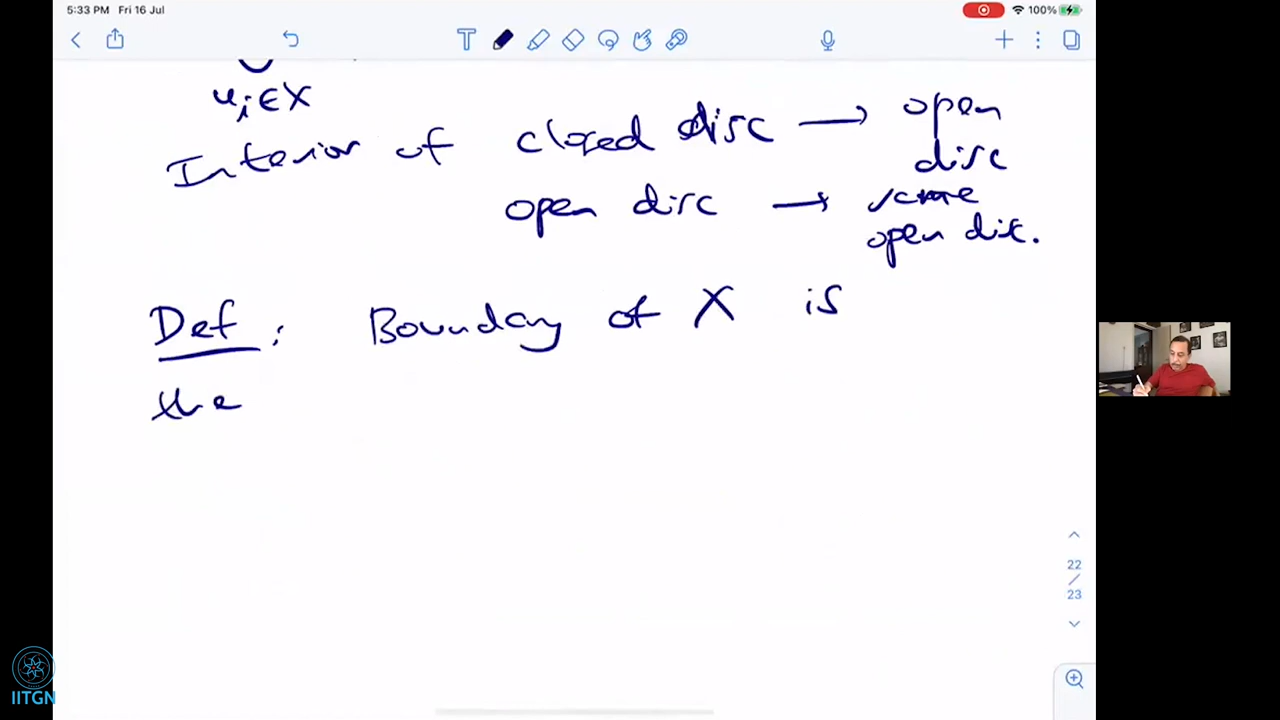 5:33 PM Fri 16 Jul
100%
T
u_i ∈ X
Interior of closed disc → open disc
open disc → same open disc.
Def: Boundary of X is
the
22
/
23
IITGN